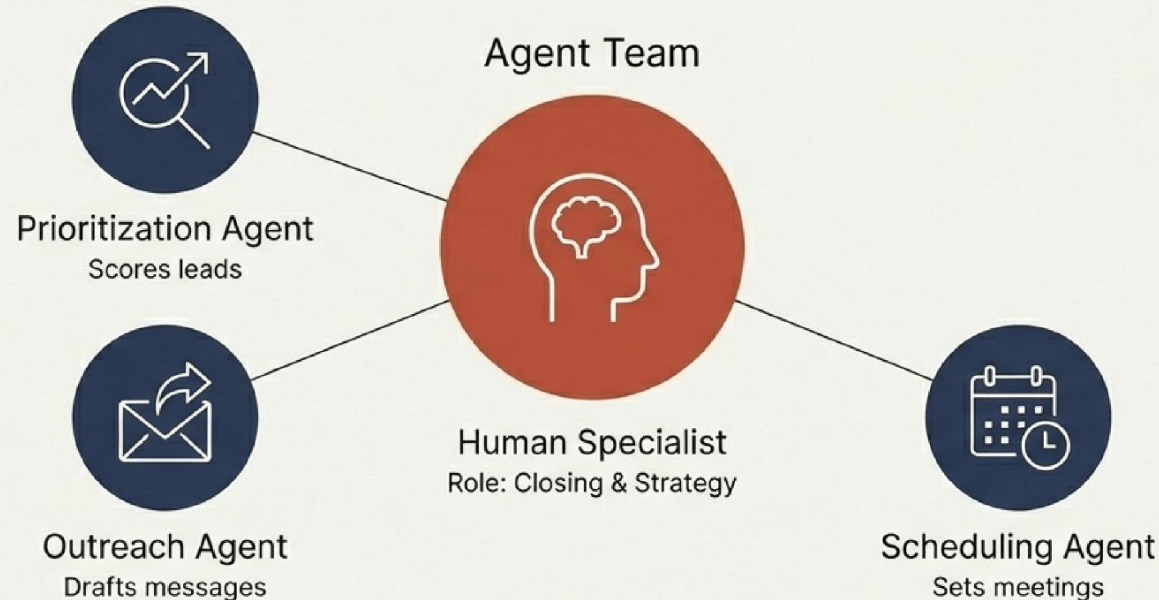 Agent Team
Prioritization Agent
Scores leads
Human Specialist
Role: Closing & Strategy
Outreach Agent
Drafts messages
Scheduling Agent
Sets meetings